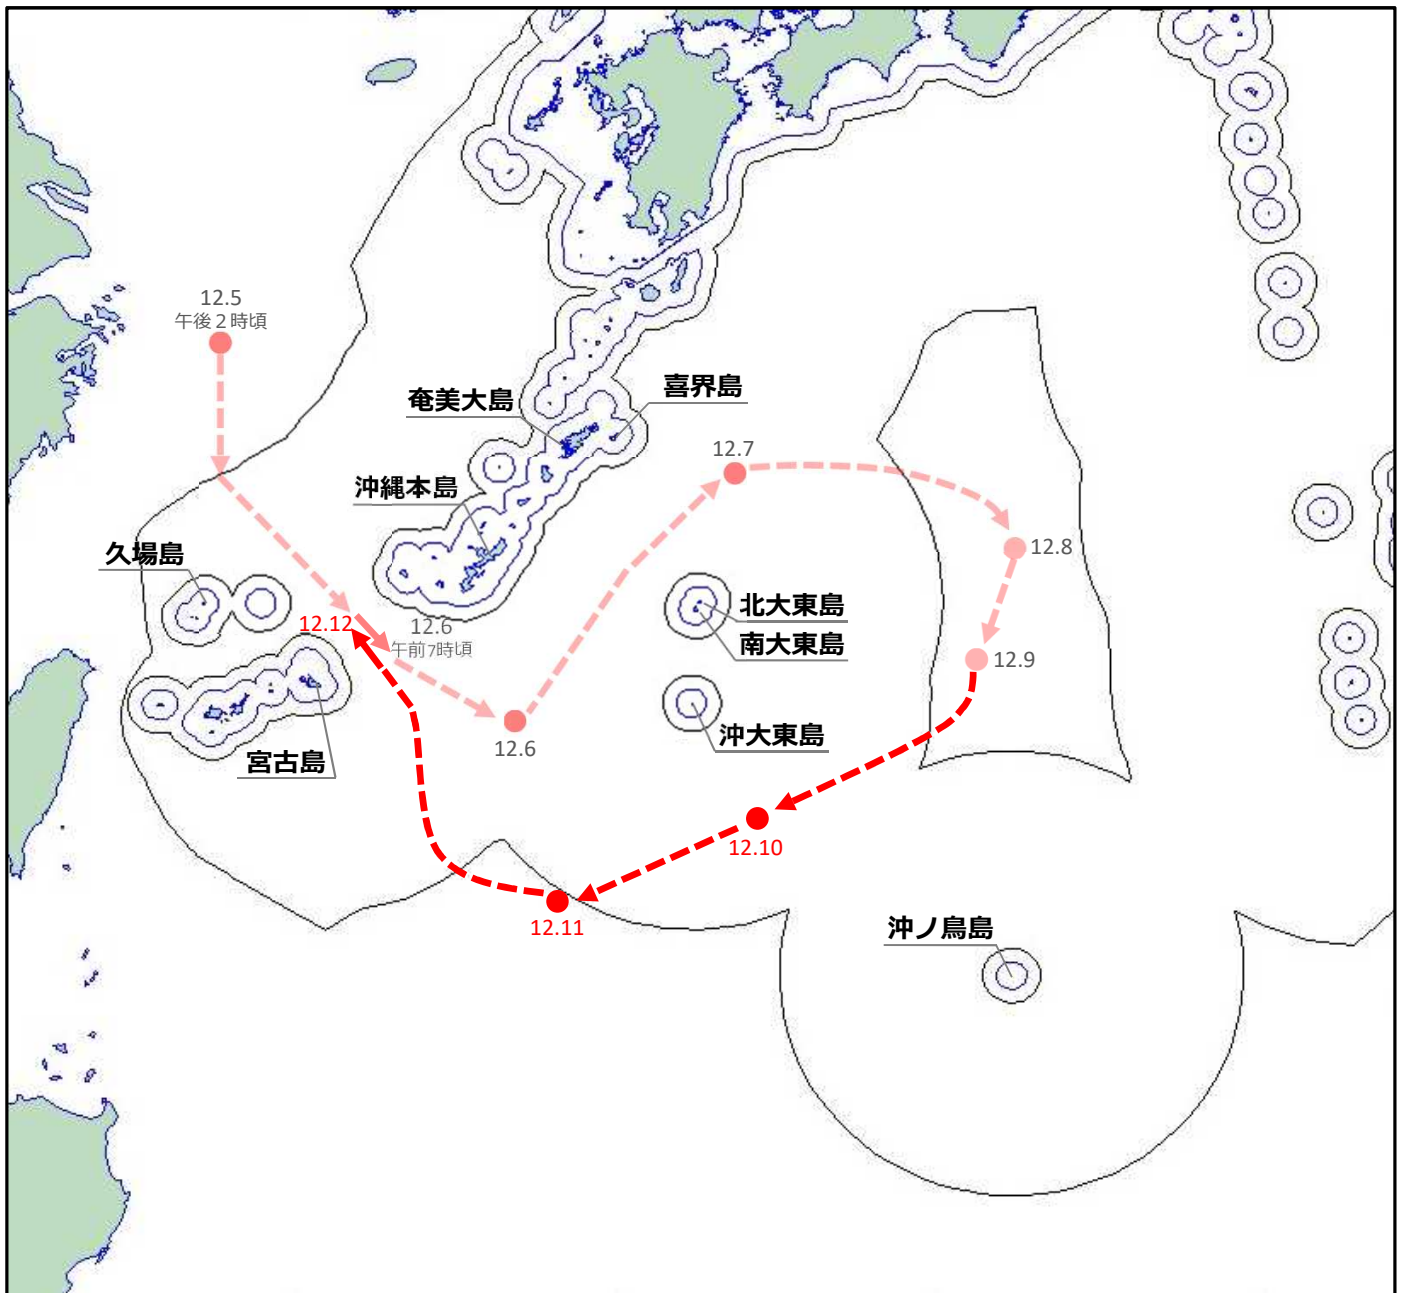 12.5
午後２時頃
奄美大島
喜界島
12.7
沖縄本島
久場島
12.8
北大東島
12.12
12.6
午前7時頃
南大東島
12.9
沖大東島
12.6
宮古島
12.10
12.11
沖ノ鳥島